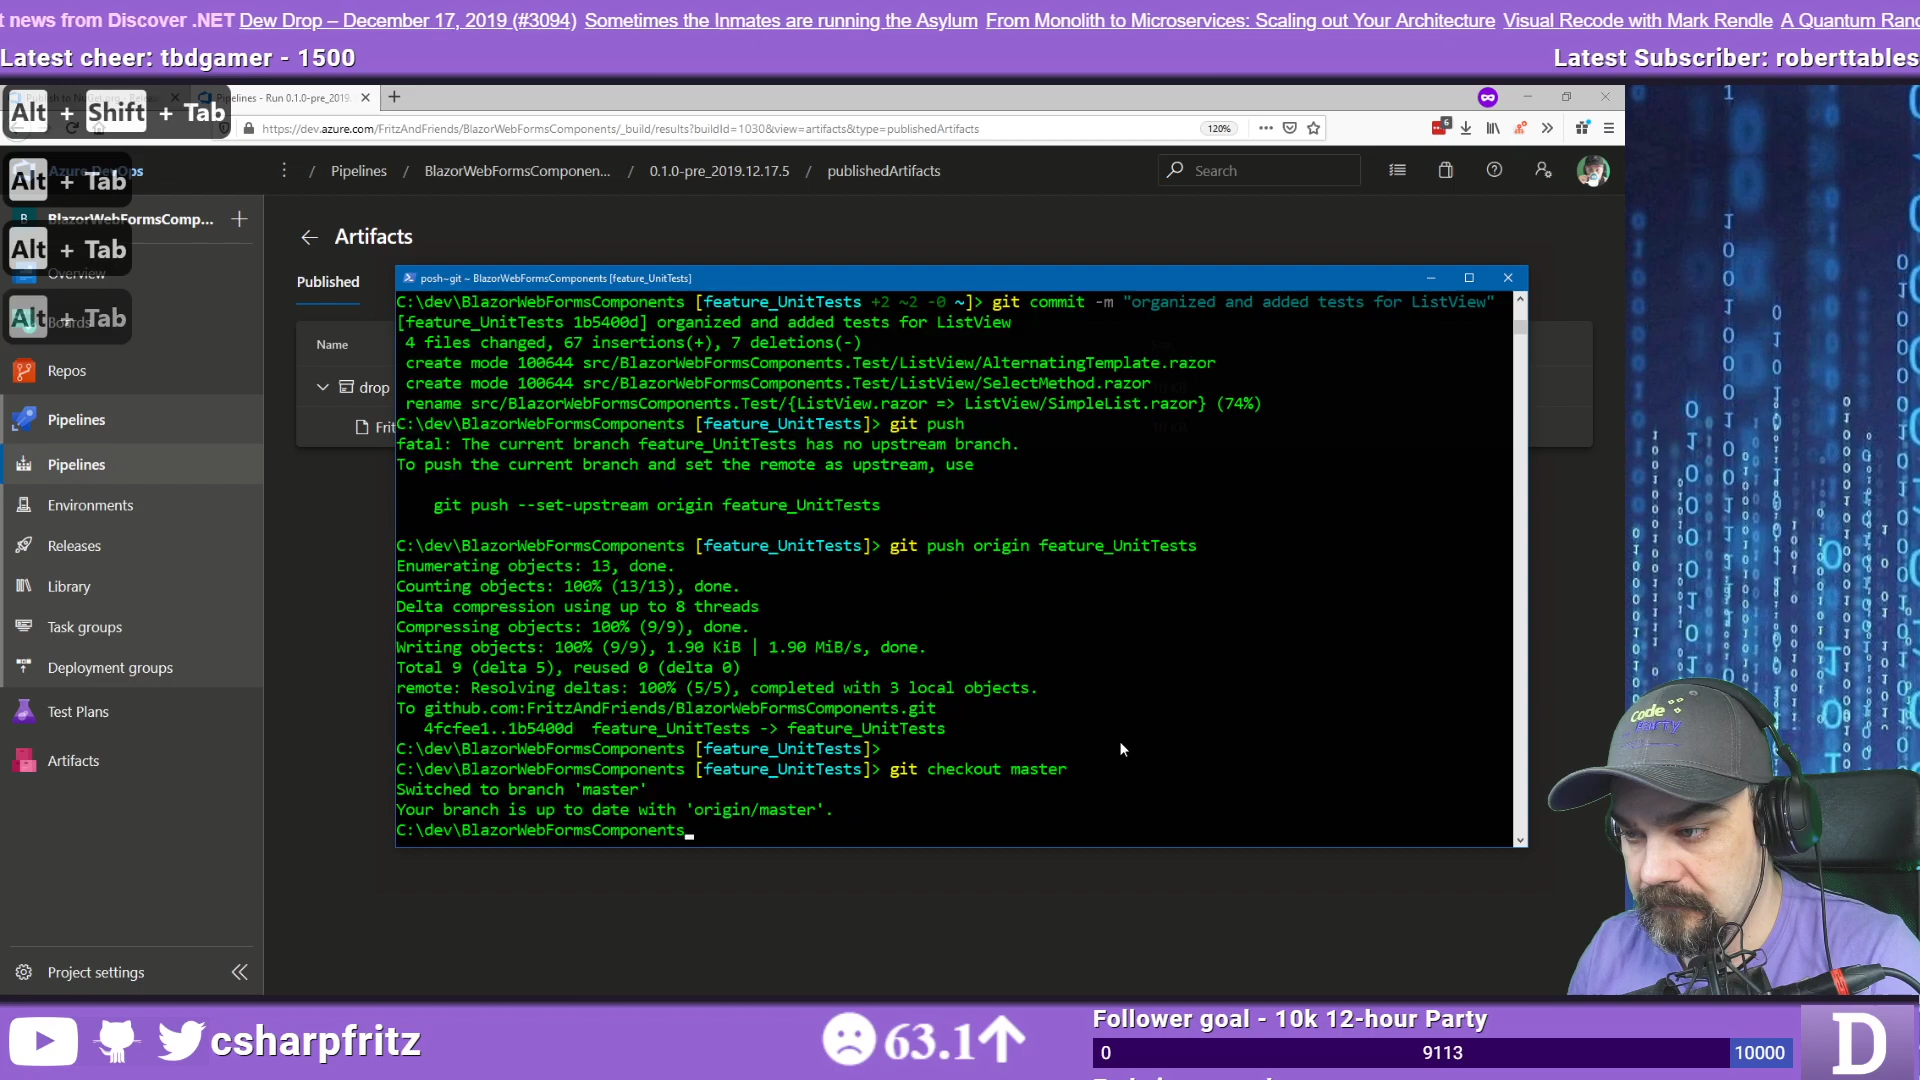 t news from Discover .NET Dew Drop – December 17, 2019 (#3094) Sometimes the Inmates are running the Asylum From Monolith to Microservices: Scaling out Your Architecture Visual Recode with Mark Rendle A Quantum Ran
Latest cheer: tbdgamer - 1500
Latest Subscriber: roberttables
Alt + Shift + Tab
Pipelines - Run 0.1.0-pre_2019.
https://dev.azure.com/FritzAndFriends/BlazorWebFormsComponents/_build/results?buildId=1030&view=artifacts&type=publishedArtifacts
120%
6
Alt + Tab
/ Pipelines / BlazorWebFormsComponen... / 0.1.0-pre_2019.12.17.5 / publishedArtifacts
Search
B BlazorWebFormsComp...
Alt + Tab
Overview
Alt + Tab
Boards
Repos
Pipelines
Pipelines
Environments
Releases
Library
Task groups
Deployment groups
Test Plans
Artifacts
Project settings
Artifacts
Published
Name
drop
Frit
posh~git ~ BlazorWebFormsComponents [feature_UnitTests]
C:\dev\BlazorWebFormsComponents [feature_UnitTests +2 ~2 -0 ~]> git commit -m "organized and added tests for ListView"
[feature_UnitTests 1b5400d] organized and added tests for ListView
4 files changed, 67 insertions(+), 7 deletions(-)
create mode 100644 src/BlazorWebFormsComponents.Test/ListView/AlternatingTemplate.razor
create mode 100644 src/BlazorWebFormsComponents.Test/ListView/SelectMethod.razor
rename src/BlazorWebFormsComponents.Test/{ListView.razor => ListView/SimpleList.razor} (74%)
C:\dev\BlazorWebFormsComponents [feature_UnitTests]> git push
fatal: The current branch feature_UnitTests has no upstream branch.
To push the current branch and set the remote as upstream, use
git push --set-upstream origin feature_UnitTests
C:\dev\BlazorWebFormsComponents [feature_UnitTests]> git push origin feature_UnitTests
Enumerating objects: 13, done.
Counting objects: 100% (13/13), done.
Delta compression using up to 8 threads
Compressing objects: 100% (9/9), done.
Writing objects: 100% (9/9), 1.90 KiB | 1.90 MiB/s, done.
Total 9 (delta 5), reused 0 (delta 0)
remote: Resolving deltas: 100% (5/5), completed with 3 local objects.
To github.com:FritzAndFriends/BlazorWebFormsComponents.git
4fcfee1..1b5400d  feature_UnitTests -> feature_UnitTests
C:\dev\BlazorWebFormsComponents [feature_UnitTests]>
C:\dev\BlazorWebFormsComponents [feature_UnitTests]> git checkout master
Switched to branch 'master'
Your branch is up to date with 'origin/master'.
C:\dev\BlazorWebFormsComponents
Code
Party
csharpfritz
63.1
Follower goal - 10k 12-hour Party
0 9113 10000
D